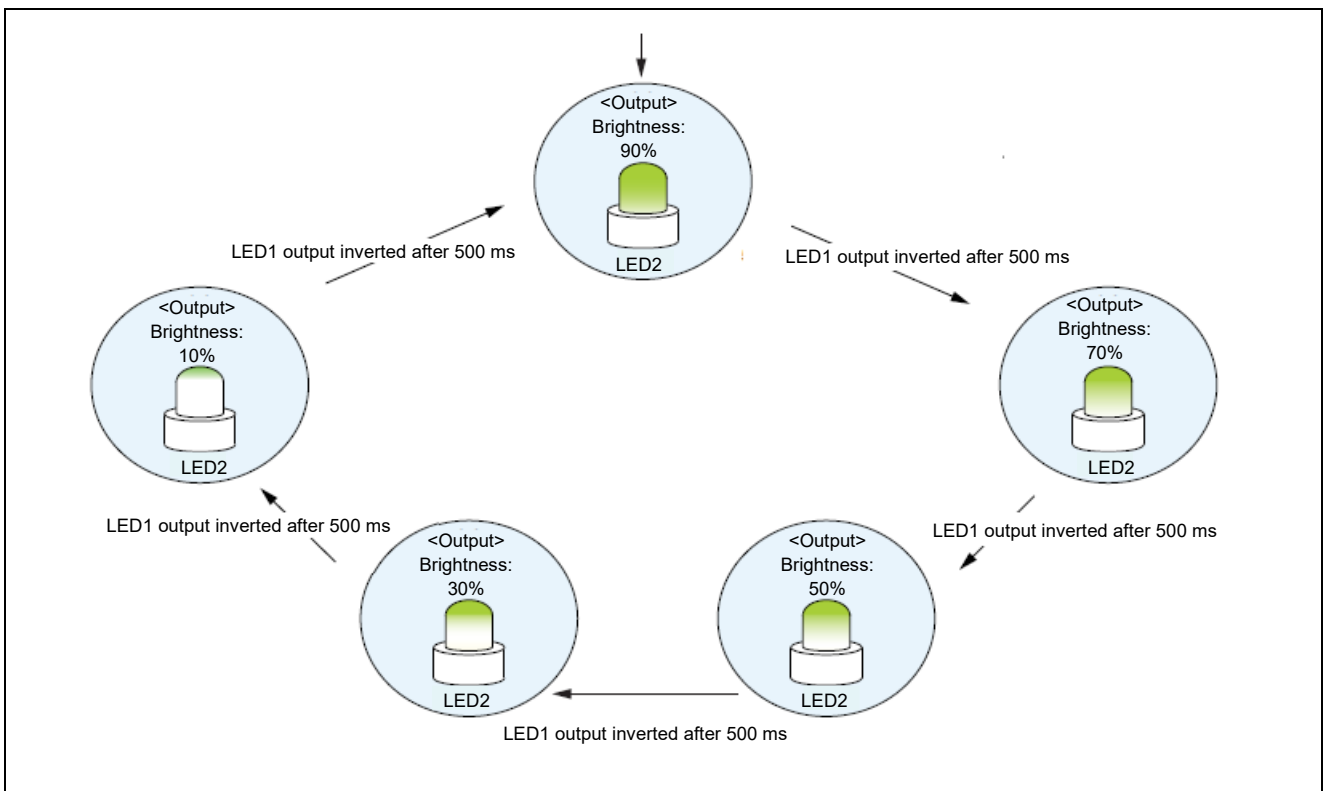 <Output>
Brightness:
90%
LED2
LED1 output inverted after 500 ms
<Output>
Brightness:
70%
LED2
LED1 output inverted after 500 ms
<Output>
Brightness:
50%
LED2
LED1 output inverted after 500 ms
<Output>
Brightness:
30%
LED2
LED1 output inverted after 500 ms
<Output>
Brightness:
10%
LED2
LED1 output inverted after 500 ms